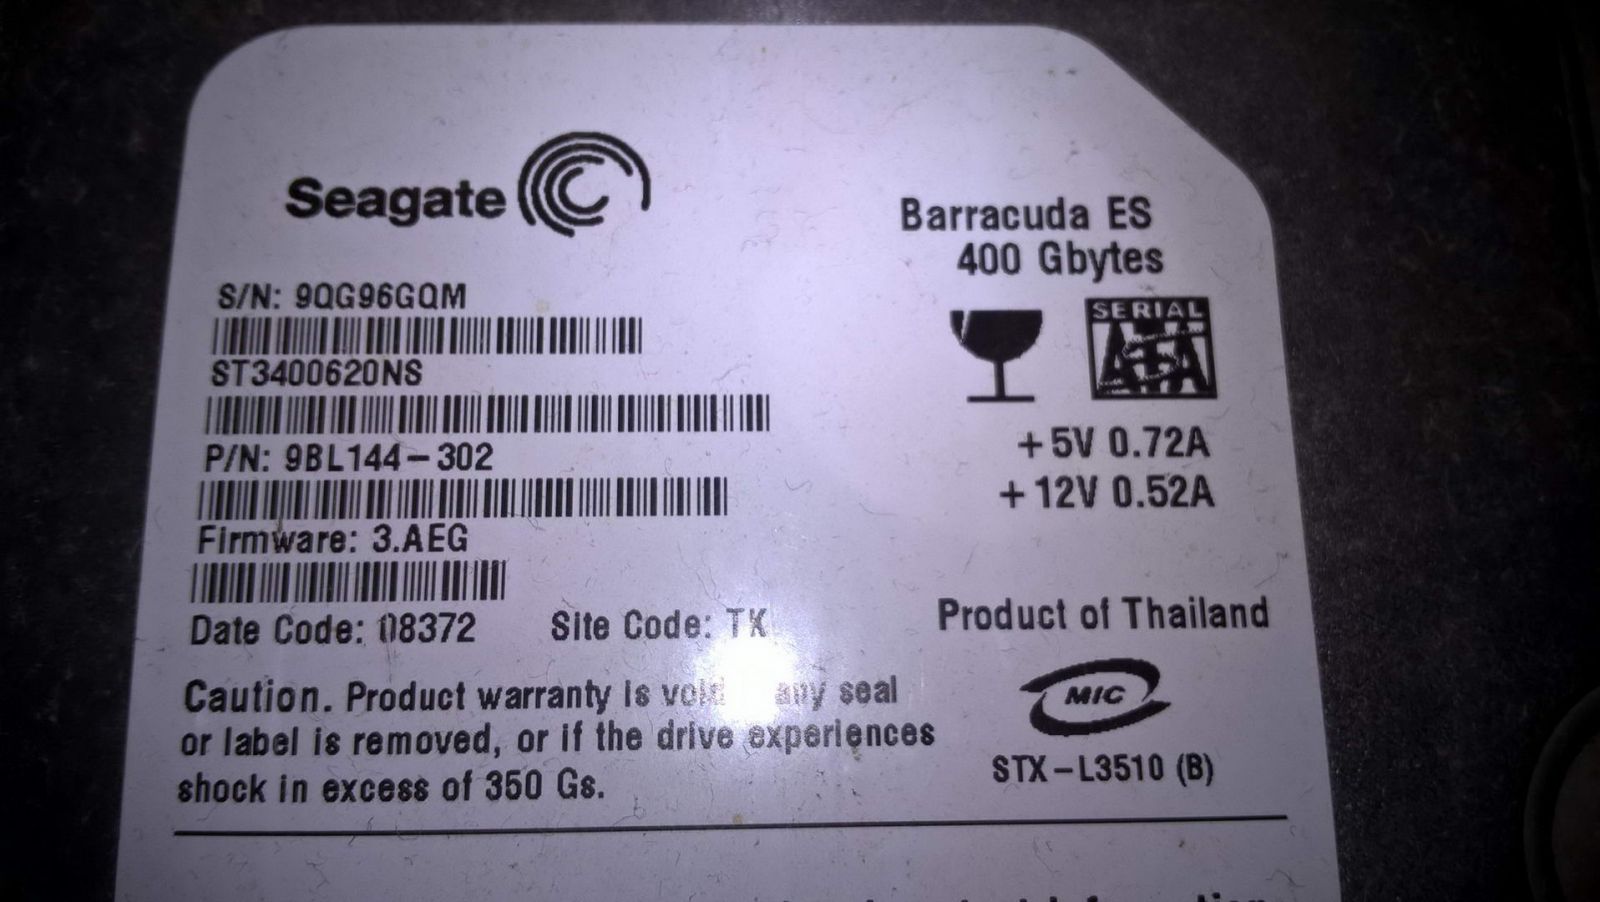 Seagate
Barracuda ES
400 Gbytes
S/N: 9QG96GQM
SERIAL
ATA
ST3400620NS
+5V 0.72A
P/N: 9BL144-302
+12V 0.52A
Firmware: 3.AEG
Date Code: 08372
Site Code: TK
Product of Thailand
Caution. Product warranty is void any seal
or label is removed, or if the drive experiences
shock in excess of 350 Gs.
MIC
STX-L3510 (B)